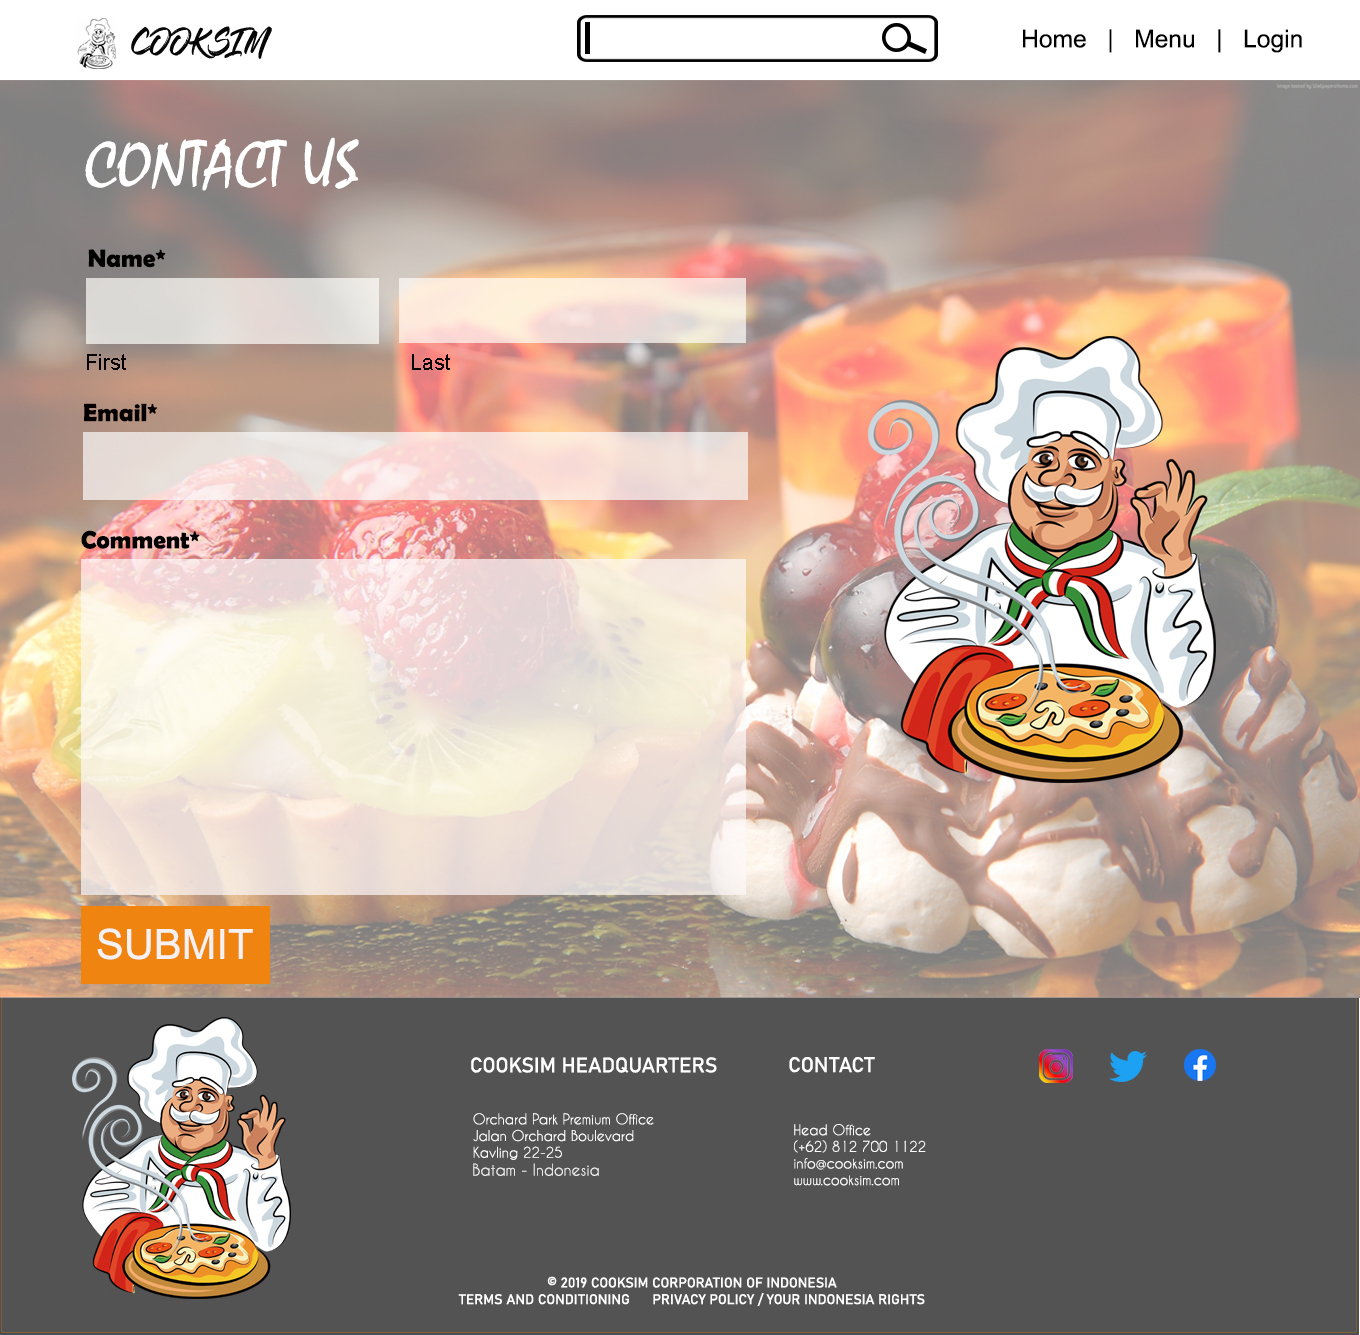 COOKSIM
Home | Menu | Login
CONTACT US
Name*
First
Last
Email*
Comment*
SUBMIT
COOKSIM HEADQUARTERS
Orchard Park Premium Office
Jalan Orchard Boulevard
Kavling 22-25
Batam - Indonesia
CONTACT
Head Office
(+62) 812 700 1122
info@cooksim.com
www.cooksim.com
© 2019 COOKSIM CORPORATION OF INDONESIA
TERMS AND CONDITIONING PRIVACY POLICY / YOUR INDONESIA RIGHTS